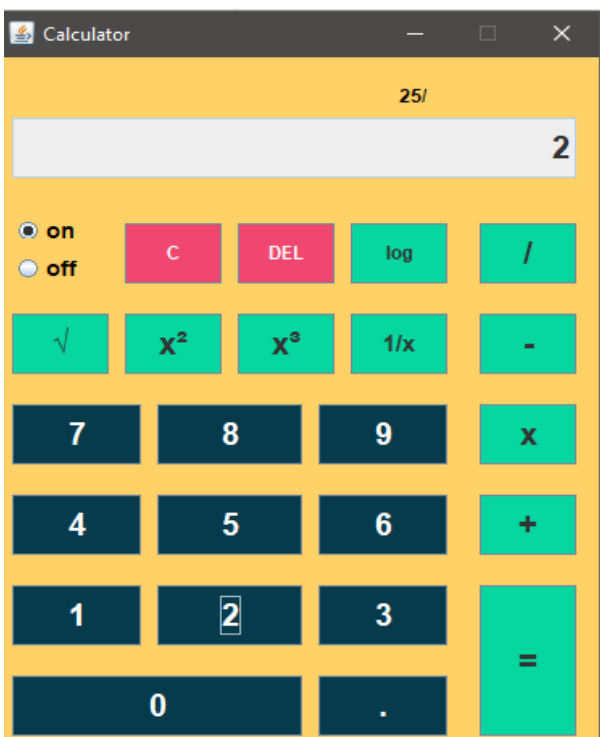 Calculator
25/
2
on
off
C DEL log /
√ x² x³ 1/x -
7 8 9 x
4 5 6 +
1 2 3 =
0 .